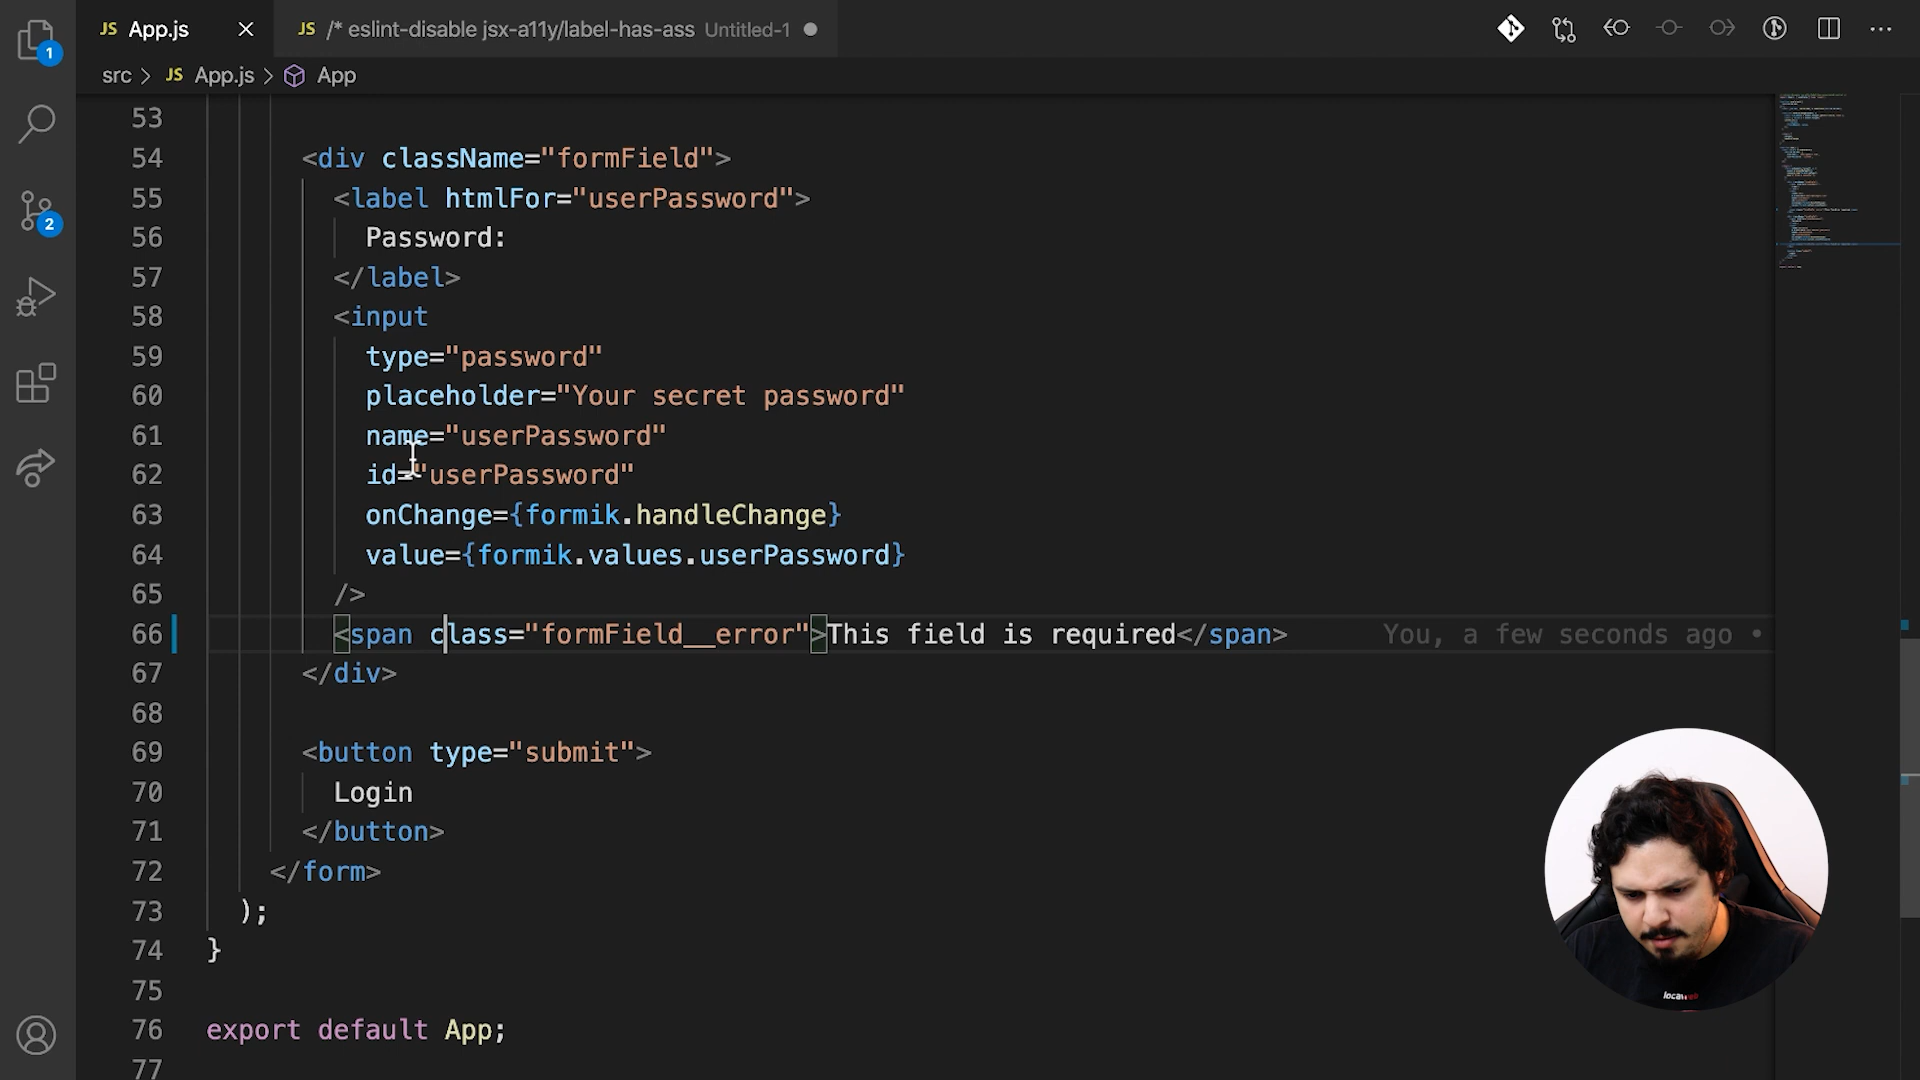 JS App.js
JS /* eslint-disable jsx-a11y/label-has-ass Untitled-1
1
src > JS App.js > App
2
53
54 <div className="formField">
55 <label htmlFor="userPassword">
56 Password:
57 </label>
58 <input
59 type="password"
60 placeholder="Your secret password"
61 name="userPassword"
62 id="userPassword"
63 onChange={formik.handleChange}
64 value={formik.values.userPassword}
65 />
66 <span class="formField__error">This field is required</span> You, a few seconds ago •
67 </div>
68
69 <button type="submit">
70 Login
71 </button>
72 </form>
73 );
74 }
75
76 export default App;
77